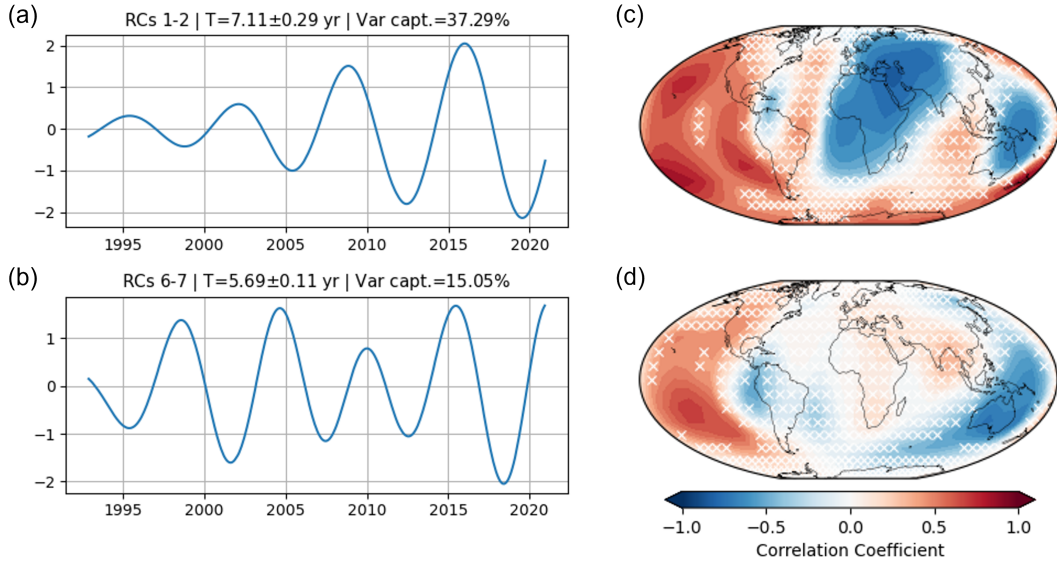 (a)
RCs 1-2 | T=7.11±0.29 yr | Var capt.=37.29%
2
1
0
−1
−2
1995 2000 2005 2010 2015 2020
(c)
(b)
RCs 6-7 | T=5.69±0.11 yr | Var capt.=15.05%
1
0
−1
−2
1995 2000 2005 2010 2015 2020
(d)
−1.0 −0.5 0.0 0.5 1.0
Correlation Coefficient